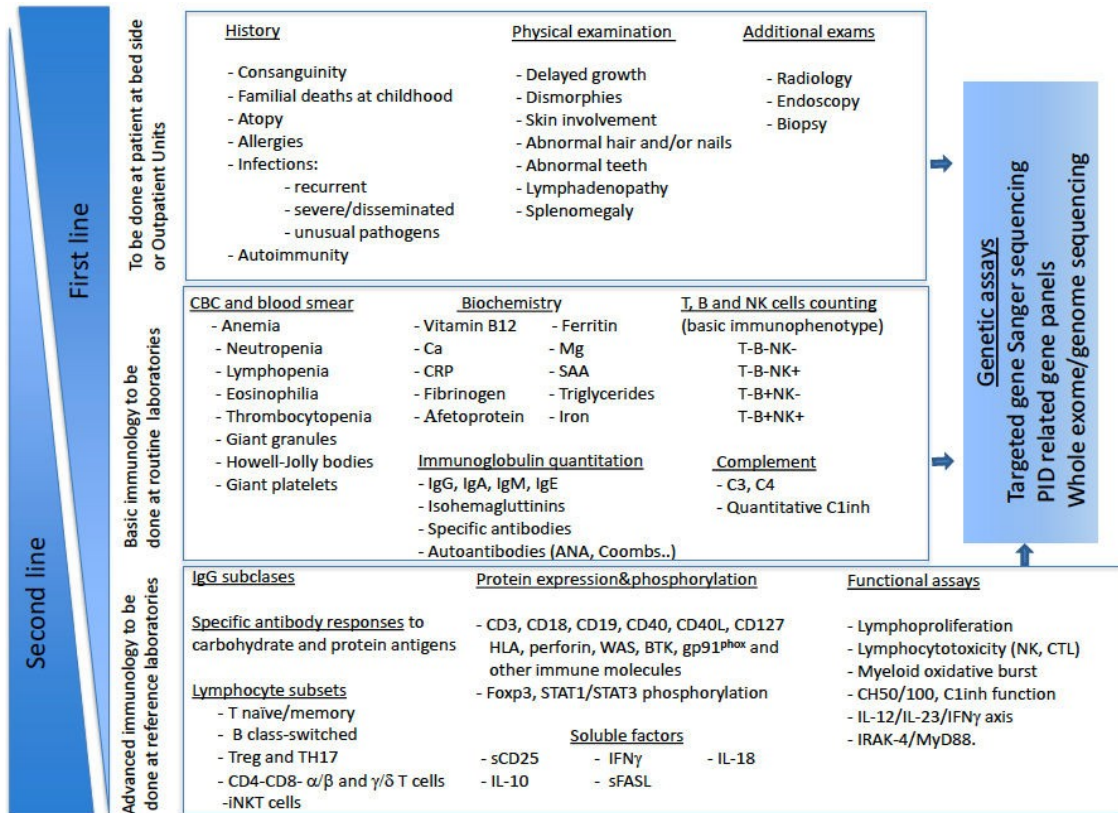 First line
Second line
To be done at patient at bed side
or Outpatient Units
History
- Consanguinity
- Familial deaths at childhood
- Atopy
- Allergies
- Infections:
- recurrent
- severe/disseminated
- unusual pathogens
- Autoimmunity
Physical examination
- Delayed growth
- Dismorphies
- Skin involvement
- Abnormal hair and/or nails
- Abnormal teeth
- Lymphadenopathy
- Splenomegaly
Additional exams
- Radiology
- Endoscopy
- Biopsy
Basic immunology to be
done at routine laboratories
CBC and blood smear
- Anemia
- Neutropenia
- Lymphopenia
- Eosinophilia
- Thrombocytopenia
- Giant granules
- Howell-Jolly bodies
- Giant platelets
Biochemistry
- Vitamin B12
- Ca
- CRP
- Fibrinogen
- Afetoprotein
- Ferritin
- Mg
- SAA
- Triglycerides
- Iron
T, B and NK cells counting
(basic immunophenotype)
T-B-NK-
T-B-NK+
T-B+NK-
T-B+NK+
Immunoglobulin quantitation
- IgG, IgA, IgM, IgE
- Isohemagluttinins
- Specific antibodies
- Autoantibodies (ANA, Coombs..)
Complement
- C3, C4
- Quantitative C1inh
Advanced immunology to be
done at reference laboratories
IgG subclases
Specific antibody responses to
carbohydrate and protein antigens
Lymphocyte subsets
- T naïve/memory
- B class-switched
- Treg and TH17
- CD4-CD8- α/β and γ/δ T cells
-iNKT cells
Protein expression&phosphorylation
- CD3, CD18, CD19, CD40, CD40L, CD127
HLA, perforin, WAS, BTK, gp91phox and
other immune molecules
- Foxp3, STAT1/STAT3 phosphorylation
Soluble factors
- sCD25 - IFNγ - IL-18
- IL-10 - sFASL
Functional assays
- Lymphoproliferation
- Lymphocytotoxicity (NK, CTL)
- Myeloid oxidative burst
- CH50/100, C1inh function
- IL-12/IL-23/IFNγ axis
- IRAK-4/MyD88.
Genetic assays
Targeted gene Sanger sequencing
PID related gene panels
Whole exome/genome sequencing